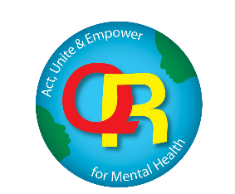 Act, Unite & Empower
QR
for Mental Health